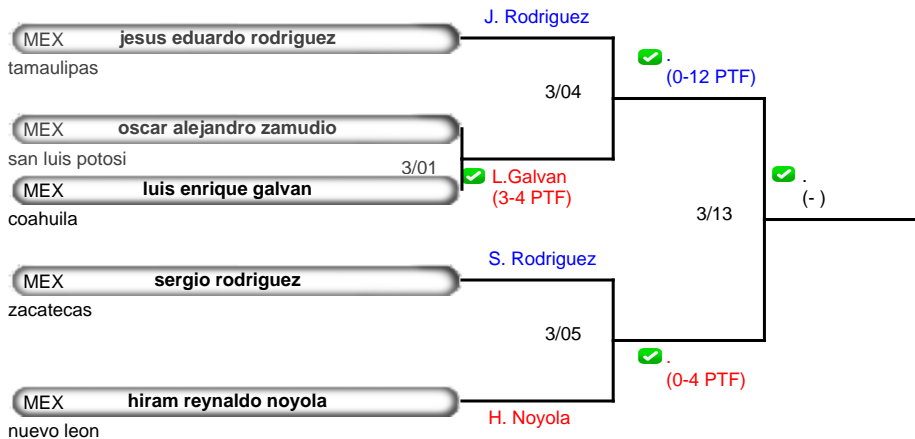 J. Rodriguez
MEX jesus eduardo rodriguez
tamaulipas
.
(0-12 PTF)
3/04
MEX oscar alejandro zamudio
san luis potosi
3/01
L.Galvan
(3-4 PTF)
MEX luis enrique galvan
coahuila
.
(- )
3/13
S. Rodriguez
MEX sergio rodriguez
zacatecas
3/05
.
(0-4 PTF)
MEX hiram reynaldo noyola
H. Noyola
nuevo leon